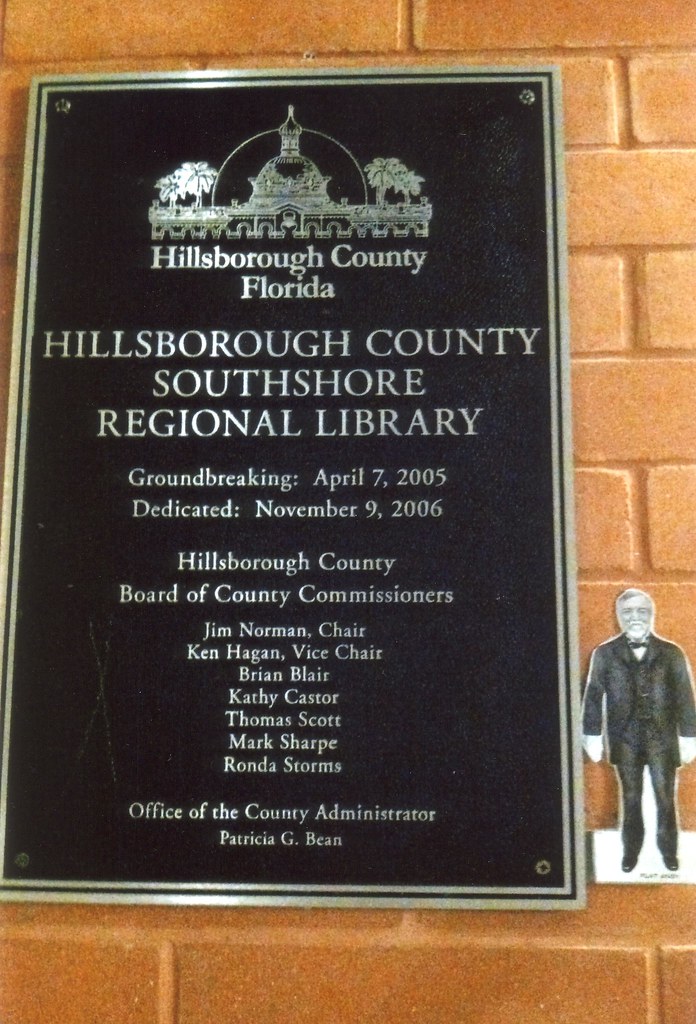 Hillsborough County
Florida
HILLSBOROUGH COUNTY
SOUTHSHORE
REGIONAL LIBRARY
Groundbreaking: April 7, 2005
Dedicated: November 9, 2006
Hillsborough County
Board of County Commissioners
Jim Norman, Chair
Ken Hagan, Vice Chair
Brian Blair
Kathy Castor
Thomas Scott
Mark Sharpe
Ronda Storms
Office of the County Administrator
Patricia G. Bean